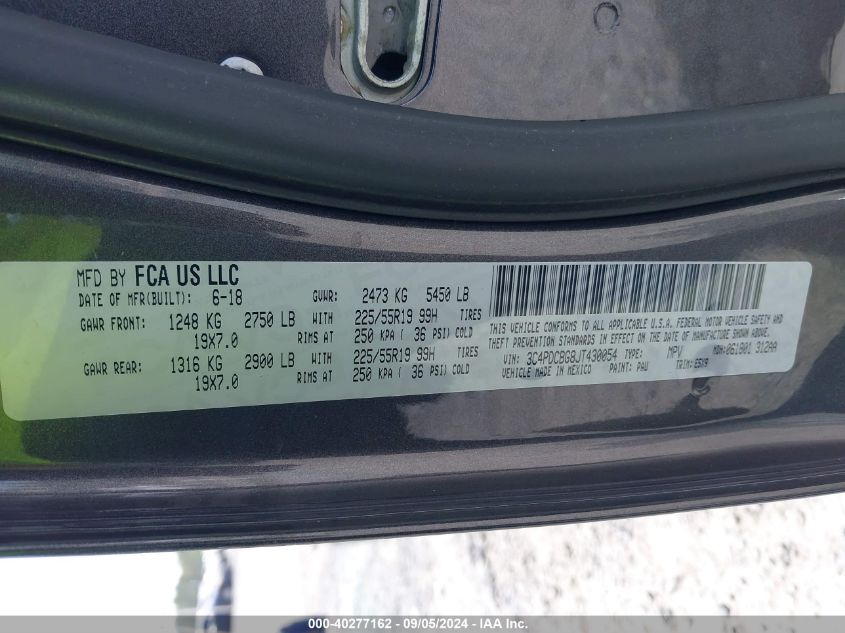 MFD BY FCA US LLC
DATE OF MFR(BUILT): 6-18 GVWR: 2473 KG 5450 LB
GAWR FRONT: 1248 KG 2750 LB WITH 225/55R19 99H TIRES
19X7.0 RIMS AT 250 KPA ( 36 PSI) COLD
GAWR REAR: 1316 KG 2900 LB WITH 225/55R19 99H TIRES
19X7.0 RIMS AT 250 KPA ( 36 PSI) COLD
THIS VEHICLE CONFORMS TO ALL APPLICABLE U.S.A. FEDERAL MOTOR VEHICLE SAFETY AND
THEFT PREVENTION STANDARDS IN EFFECT ON THE DATE OF MANUFACTURE SHOWN ABOVE.
VIN: 3C4PDCBG8JT430054 TYPE: MPV MDH:061801 312AA
VEHICLE MADE IN MEXICO PAINT: PAU TRIM:
000-40277162 - 09/05/2024 - IAA Inc.